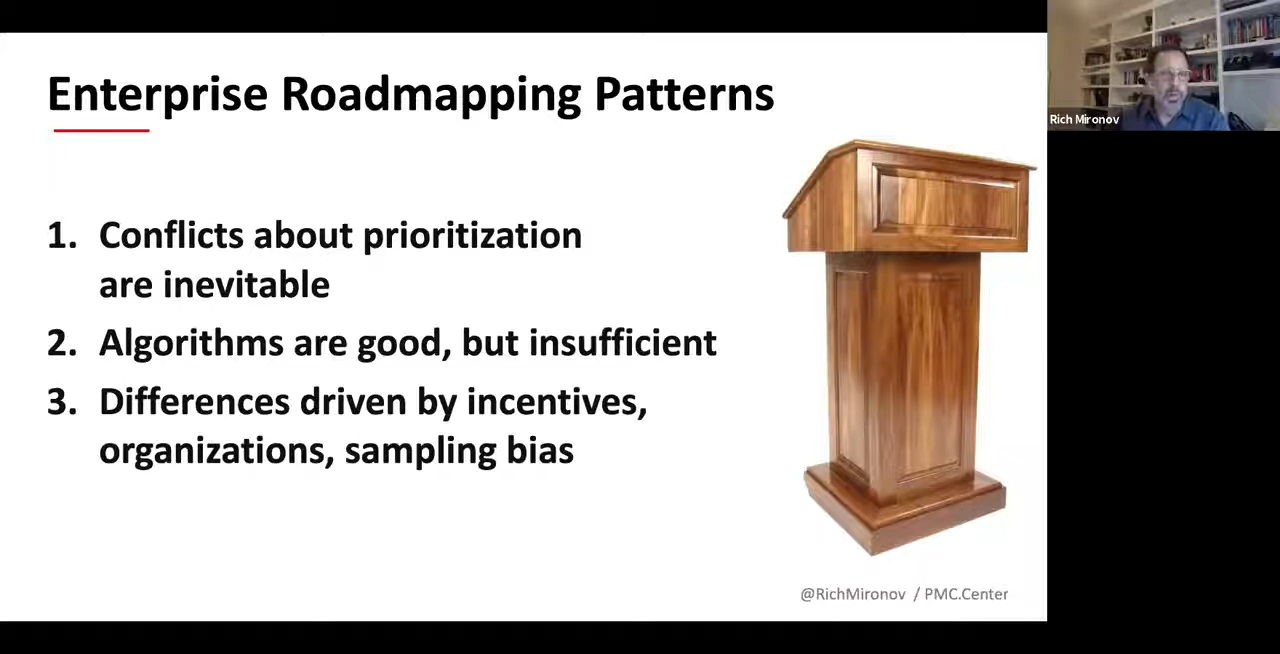 Enterprise Roadmapping Patterns
1. Conflicts about prioritization
are inevitable
2. Algorithms are good, but insufficient
3. Differences driven by incentives,
organizations, sampling bias
@RichMironov / PMC.Center
Rich Mironov